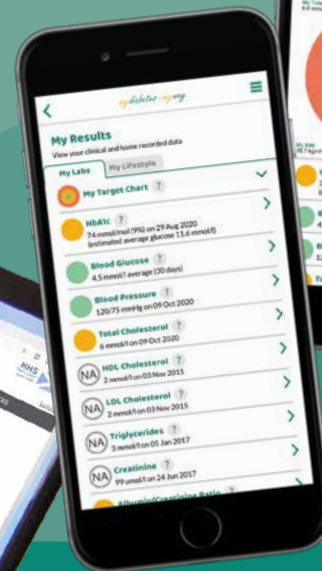 mydiabetes myway
My Results
View your clinical and home recorded data
My Labs
My Lifestyle
My Target Chart ?
HbA1c ?
74 mmol/mol (9%) on 29 Aug 2020
(estimated average glucose 11.6 mmol/l)
Blood Glucose ?
4.5 mmol/l average (30 days)
Blood Pressure ?
120/75 mmHg on 09 Oct 2020
Total Cholesterol ?
6 mmol/l on 09 Oct 2020
NA
HDL Cholesterol ?
2 mmol/l on 03 Nov 2015
NA
LDL Cholesterol ?
2 mmol/l on 03 Nov 2015
NA
Triglycerides ?
3 mmol/l on 05 Jan 2017
NA
Creatinine ?
99 umol/l on 24 Jun 2017
Albumin/Creatinine Ratio ?
NHS